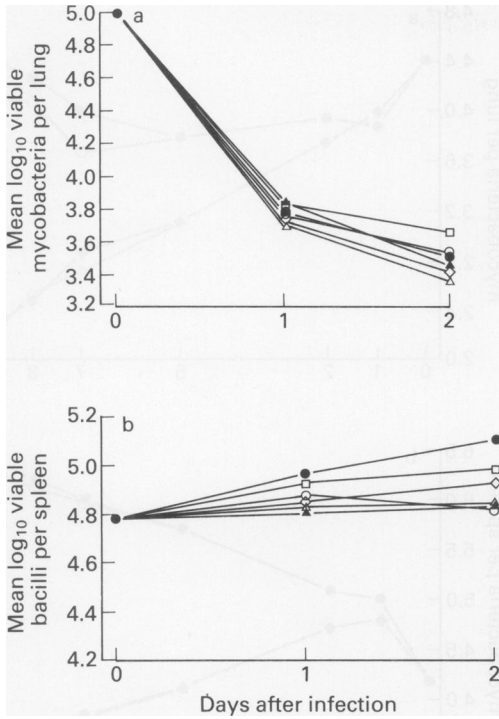 a
5.0
4.8
4.6
4.4
4.2
4.0
3.8
3.6
3.4
3.2
Mean log10 viable
mycobacteria per lung
0 1 2
b
5.2
5.0
4.8
4.6
4.4
4.2
Mean log10 viable
bacilli per spleen
0 1 2
Days after infection